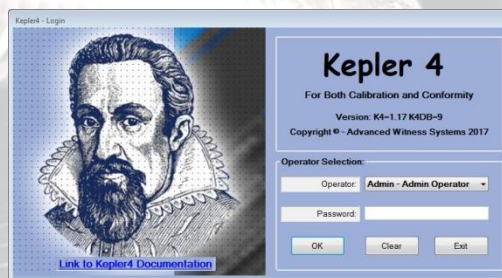 Kepler4 - Login
Kepler 4
For Both Calibration and Conformity
Version: K4-1.17 K4DB-9
Copyright © - Advanced Witness Systems 2017
Operator Selection:
Operator: Admin - Admin Operator
Password:
OK Clear Exit
Link to Kepler4 Documentation